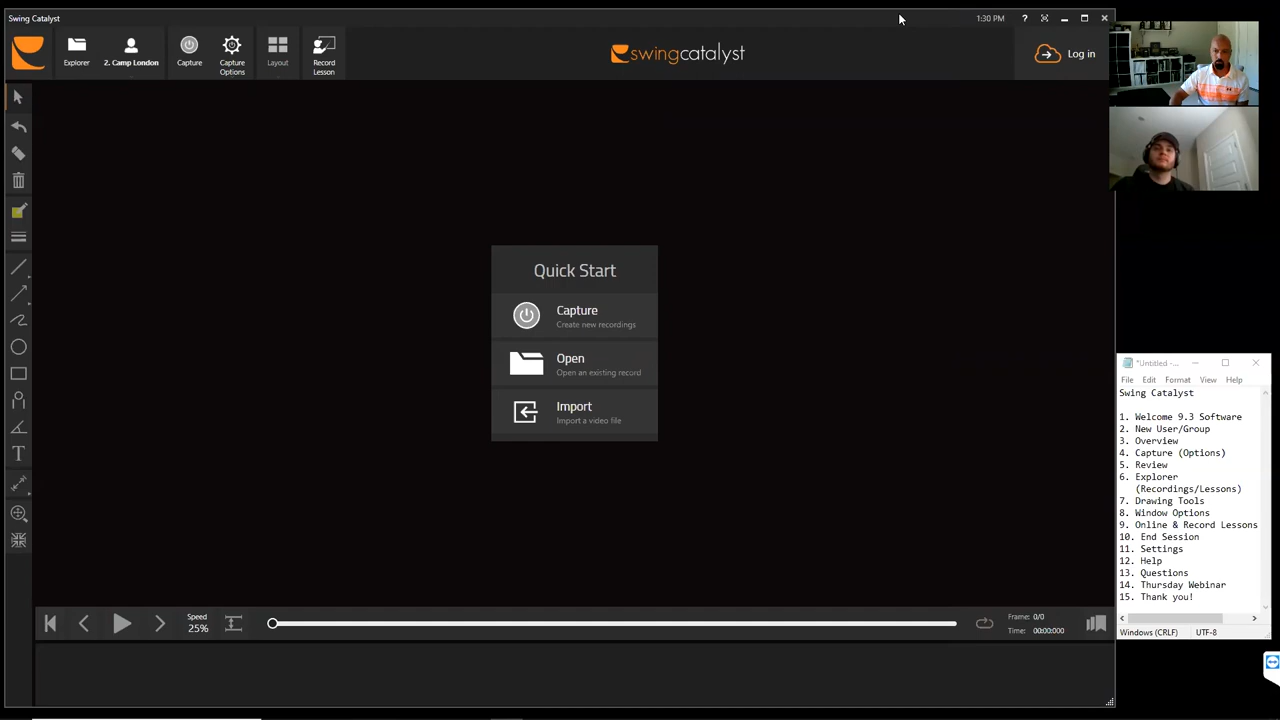 Swing Catalyst
1:30 PM
?
Explorer
2. Camp London
Capture
Capture
Options
Layout
Record
Lesson
swingcatalyst
Log in
T
Quick Start
Capture
Create new recordings
Open
Open an existing record
Import
Import a video file
Speed
25%
Frame: 0/0
Time: 00:00:000
*Untitled -...
File Edit Format View Help
Swing Catalyst
1. Welcome 9.3 Software
2. New User/Group
3. Overview
4. Capture (Options)
5. Review
6. Explorer
(Recordings/Lessons)
7. Drawing Tools
8. Window Options
9. Online & Record Lessons
10. End Session
11. Settings
12. Help
13. Questions
14. Thursday Webinar
15. Thank you!
Windows (CRLF) UTF-8